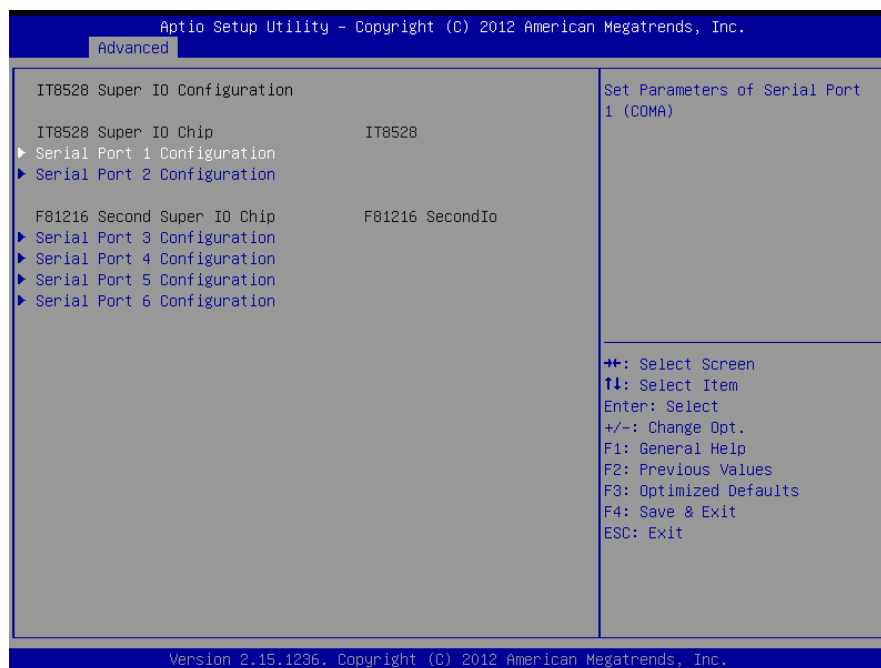 Aptio Setup Utility – Copyright (C) 2012 American Megatrends, Inc.
Advanced
IT8528 Super IO Configuration
IT8528 Super IO Chip IT8528
▶ Serial Port 1 Configuration
▶ Serial Port 2 Configuration
F81216 Second Super IO Chip F81216 SecondIo
▶ Serial Port 3 Configuration
▶ Serial Port 4 Configuration
▶ Serial Port 5 Configuration
▶ Serial Port 6 Configuration
Set Parameters of Serial Port
1 (COMA)
→←: Select Screen
↑↓: Select Item
Enter: Select
+/-: Change Opt.
F1: General Help
F2: Previous Values
F3: Optimized Defaults
F4: Save & Exit
ESC: Exit
Version 2.15.1236. Copyright (C) 2012 American Megatrends, Inc.